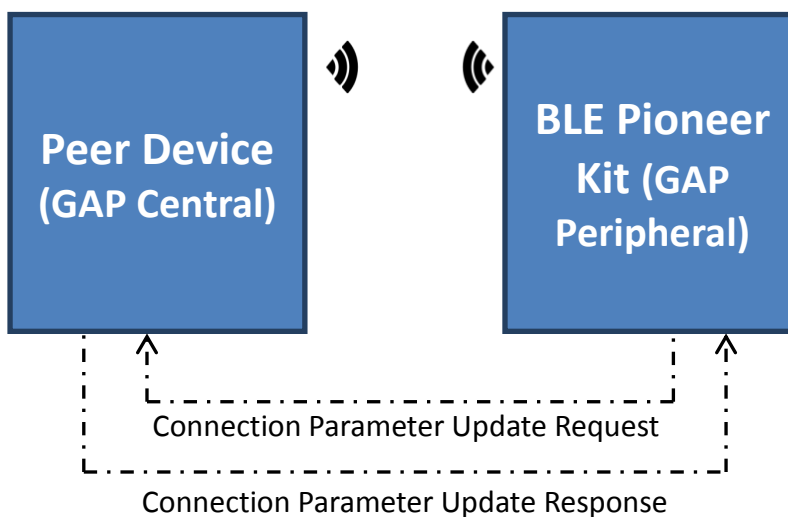 Peer Device
(GAP Central)
BLE Pioneer
Kit (GAP
Peripheral)
Connection Parameter Update Request
Connection Parameter Update Response